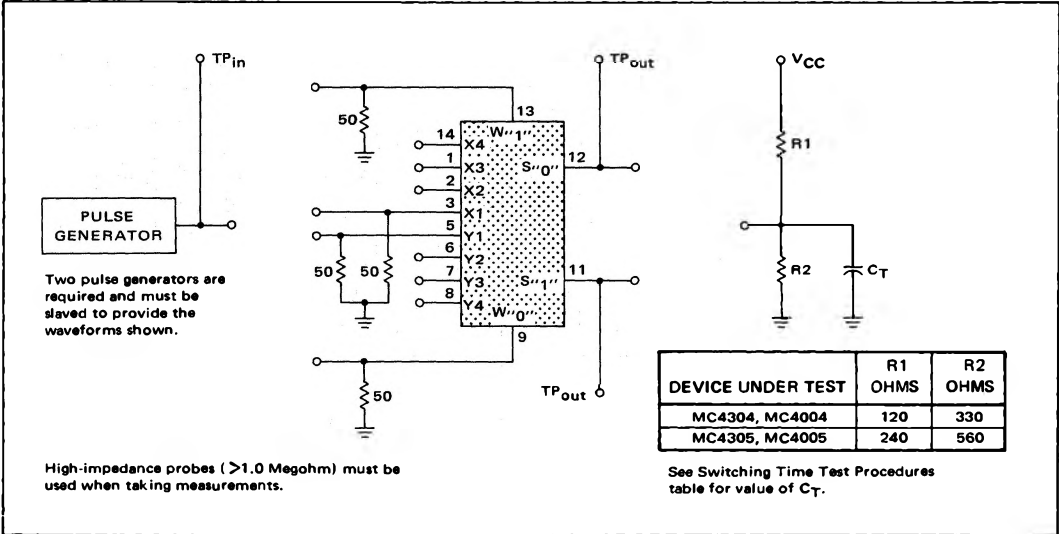 TPin
PULSE
GENERATOR
Two pulse generators are
required and must be
slaved to provide the
waveforms shown.
50
13
W"1"
14 X4
1 X3
2 X2
3 X1
5 Y1
6 Y2
7 Y3
8 Y4
S"0" 12
S"1" 11
W"0"
9
50 50
50
TPout
TPout
High-impedance probes (>1.0 Megohm) must be
used when taking measurements.
VCC
R1
R2
CT
DEVICE UNDER TEST R1 OHMS R2 OHMS
MC4304, MC4004 120 330
MC4305, MC4005 240 560
See Switching Time Test Procedures
table for value of CT.